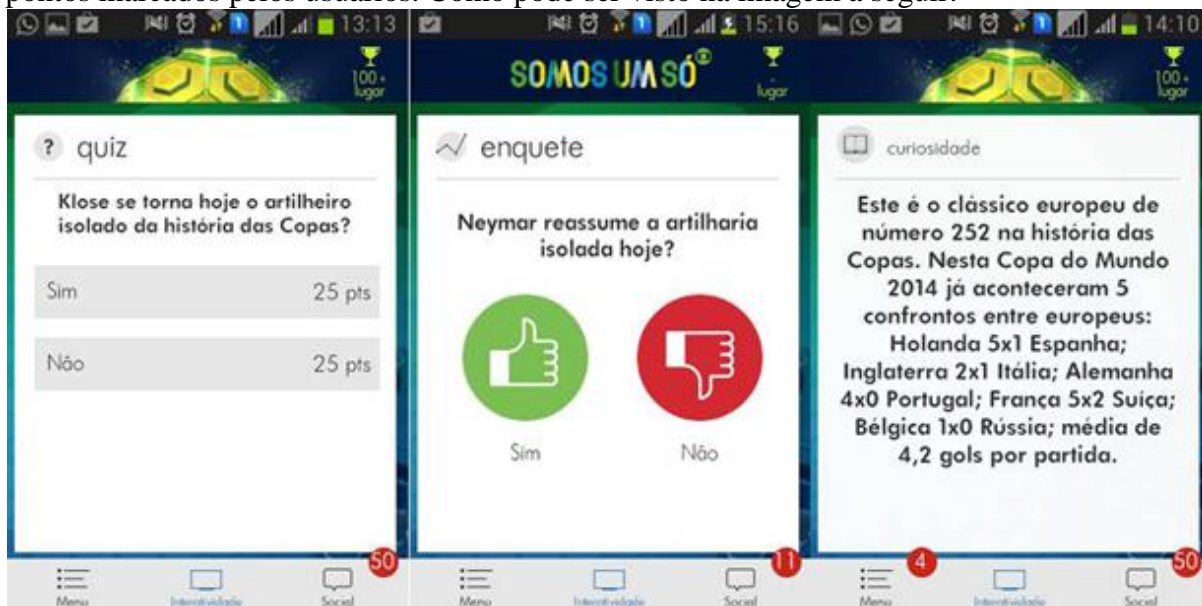 pontos marcados pelos usuários. Como pode ser visto na imagem a seguir:
13:13
100+
lugar
? quiz
Klose se torna hoje o artilheiro
isolado da história das Copas?
Sim 25 pts
Não 25 pts
50
Menu Interatividade Social
15:16
SOMOS UM SÓ®
-
lugar
enquete
Neymar reassume a artilharia
isolada hoje?
Sim Não
11
Menu Interatividade Social
14:10
100+
lugar
curiosidade
Este é o clássico europeu de
número 252 na história das
Copas. Nesta Copa do Mundo
2014 já aconteceram 5
confrontos entre europeus:
Holanda 5x1 Espanha;
Inglaterra 2x1 Itália; Alemanha
4x0 Portugal; França 5x2 Suíça;
Bélgica 1x0 Rússia; média de
4,2 gols por partida.
4
50
Menu Interatividade Social